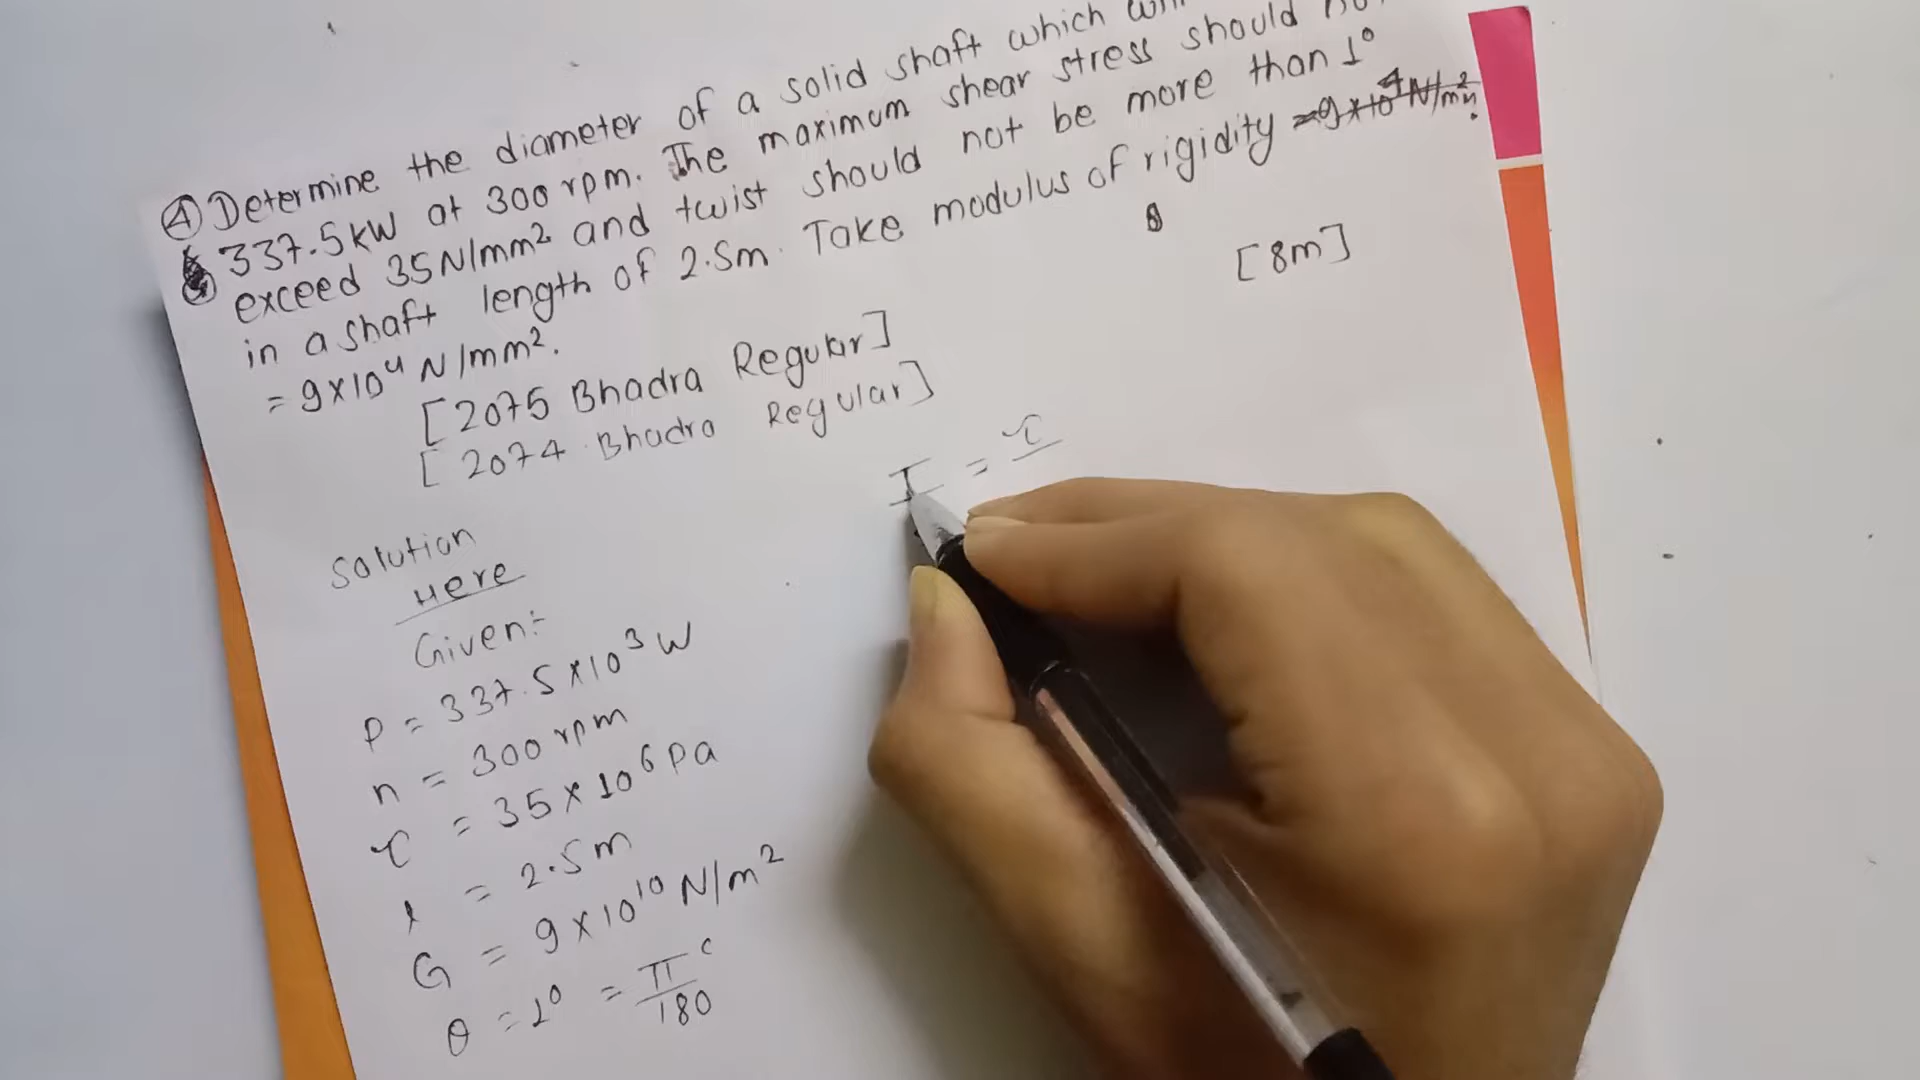 ④ Determine the diameter of a solid shaft which
337.5kW at 300 rpm. The maximum shear stress should
exceed 35N/mm² and twist should not be more than 1°
in a shaft length of 2.5m. Take modulus of rigidity
= 9×10⁴ N/mm².
[8m]
[2075 Bhadra Regular]
[2074 Bhadra Regular]
T = τ
Solution
Here
Given:-
P = 337.5×10³ W
n = 300 rpm
τ = 35×10⁶ Pa
l = 2.5m
G = 9×10¹⁰ N/m²
θ = 1° = π/180 ᶜ